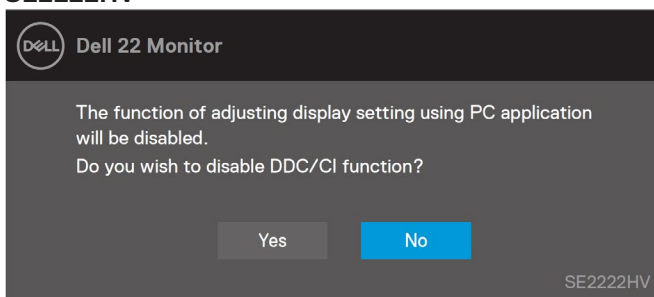 DELL
Dell 22 Monitor
The function of adjusting display setting using PC application
will be disabled.
Do you wish to disable DDC/CI function?
Yes
No
SE2222HV